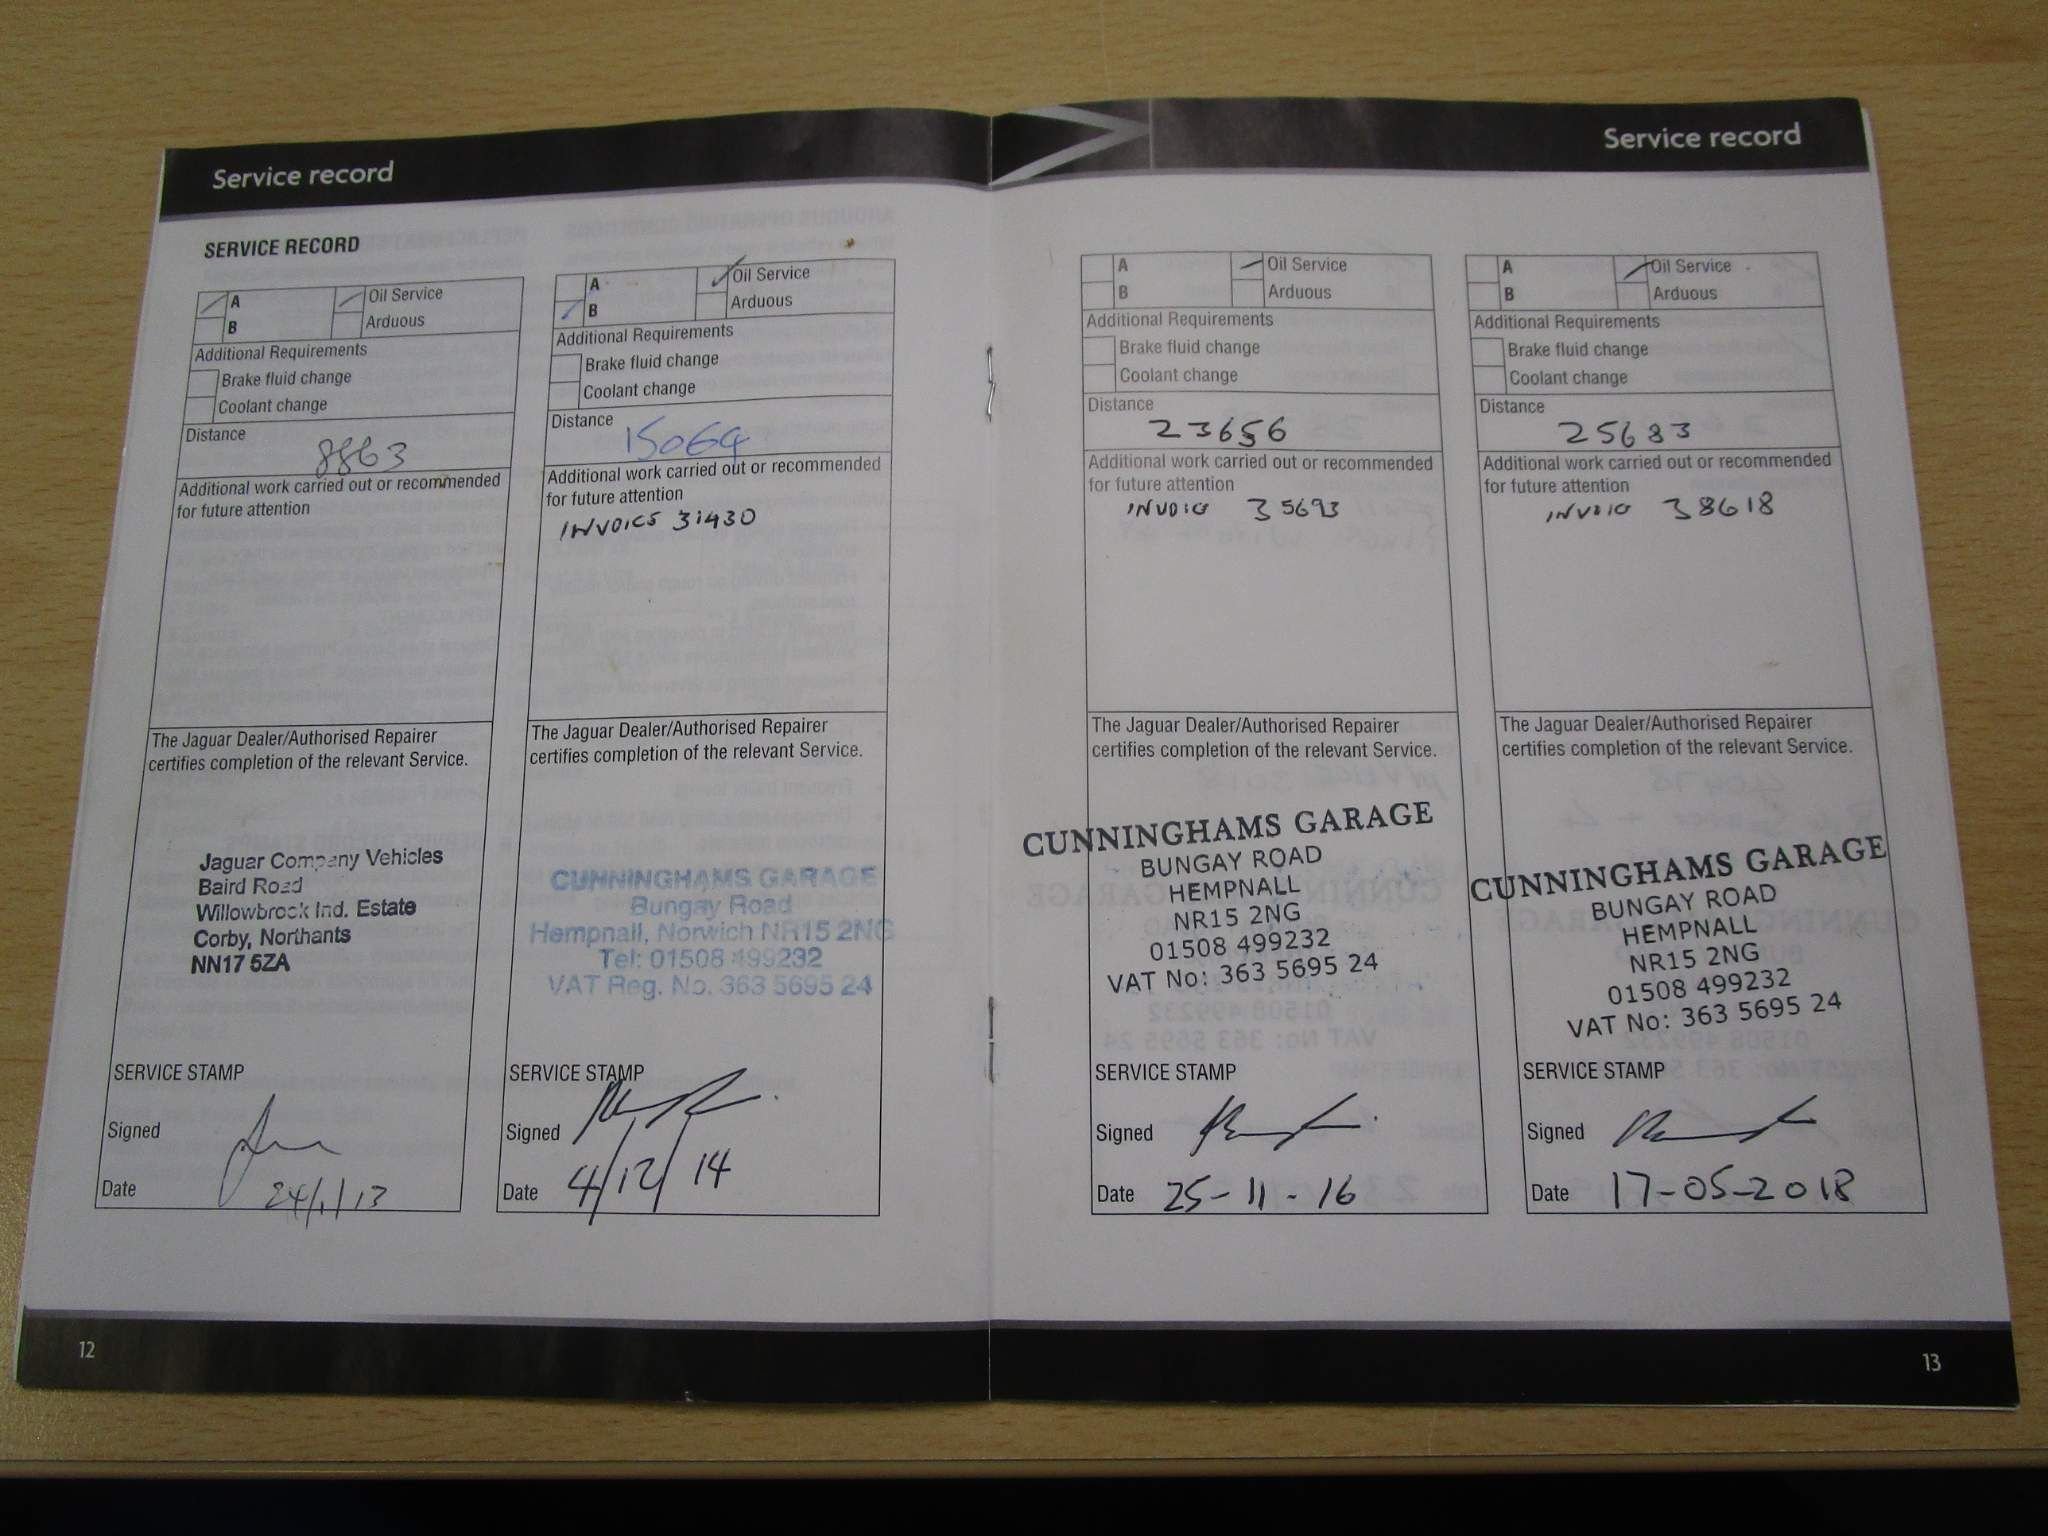 Service record
SERVICE RECORD
A
Oil Service
B
Arduous
Additional Requirements
Brake fluid change
Coolant change
Distance
8863
Additional work carried out or recommended
for future attention
The Jaguar Dealer/Authorised Repairer
certifies completion of the relevant Service.
Jaguar Company Vehicles
Baird Road
Willowbrook Ind. Estate
Corby, Northants
NN17 5ZA
SERVICE STAMP
Signed
Date 24/1/13
A
Oil Service
B
Arduous
Additional Requirements
Brake fluid change
Coolant change
Distance
15064
Additional work carried out or recommended
for future attention
INVOICE 31430
The Jaguar Dealer/Authorised Repairer
certifies completion of the relevant Service.
CUNNINGHAMS GARAGE
Bungay Road
Hempnall, Norwich NR15 2NG
Tel: 01508 499232
VAT Reg. No. 363 5695 24
SERVICE STAMP
Signed
Date 4/12/14
12
Service record
A
Oil Service
B
Arduous
Additional Requirements
Brake fluid change
Coolant change
Distance
23656
Additional work carried out or recommended
for future attention
35693
The Jaguar Dealer/Authorised Repairer
certifies completion of the relevant Service.
CUNNINGHAMS GARAGE
BUNGAY ROAD
HEMPNALL
NR15 2NG
01508 499232
VAT No: 363 5695 24
SERVICE STAMP
Signed
Date 25-11-16
A
Oil Service
B
Arduous
Additional Requirements
Brake fluid change
Coolant change
Distance
25683
Additional work carried out or recommended
for future attention
38618
The Jaguar Dealer/Authorised Repairer
certifies completion of the relevant Service.
CUNNINGHAMS GARAGE
BUNGAY ROAD
HEMPNALL
NR15 2NG
01508 499232
VAT No: 363 5695 24
SERVICE STAMP
Signed
Date 17-05-2018
13